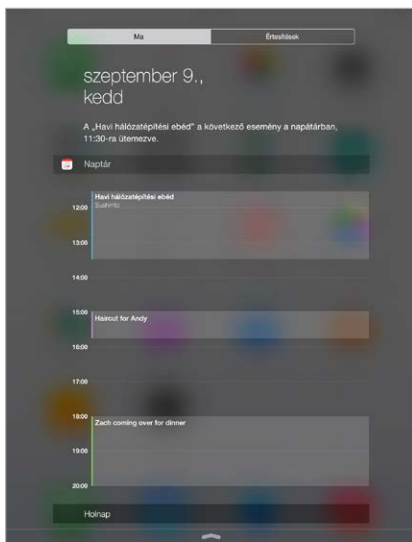 Ma
Értesítések
szeptember 9.,
kedd
A „Havi hálózatépítési ebéd” a következő esemény a napátárban,
11:30-ra ütemezve.
Naptár
Havi hálózatépítési ebéd
12:00
13:00
14:00
15:00
Haircut for Andy
16:00
17:00
18:00
Zach coming over for dinner
19:00
20:00
Holnap